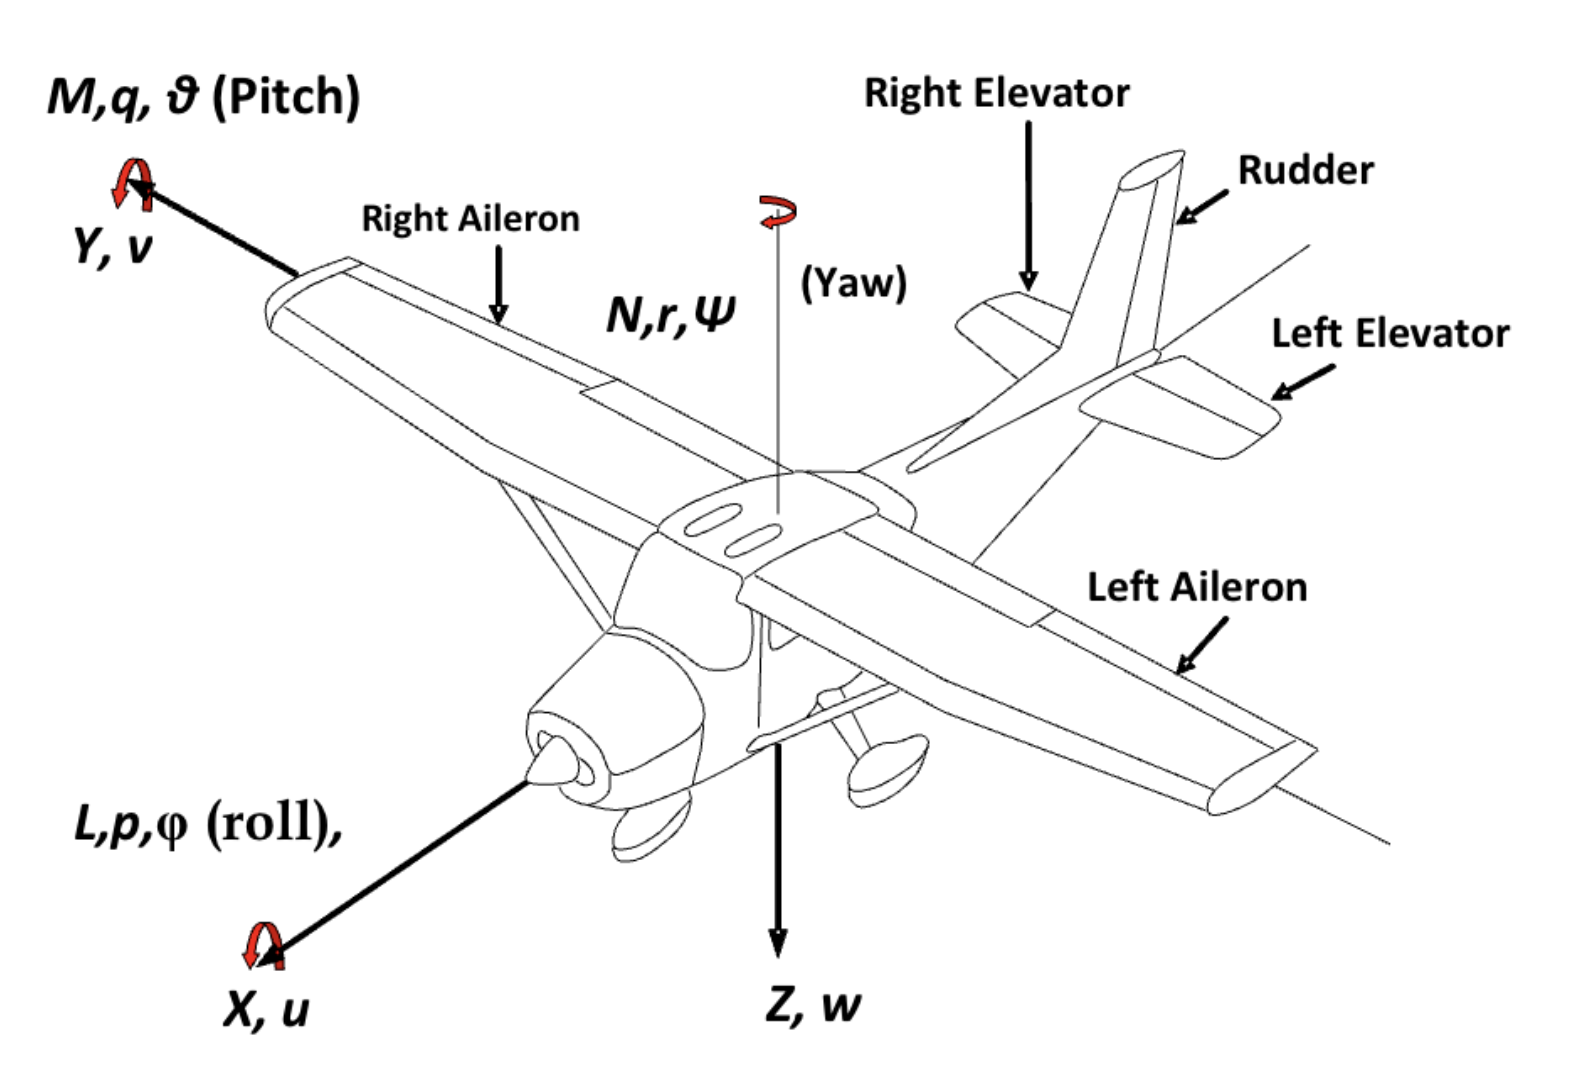 M,q, ϑ (Pitch)
Right Elevator
Rudder
Right Aileron
Y, v
(Yaw)
N,r,Ψ
Left Elevator
Left Aileron
L,p,φ (roll),
X, u
Z, w